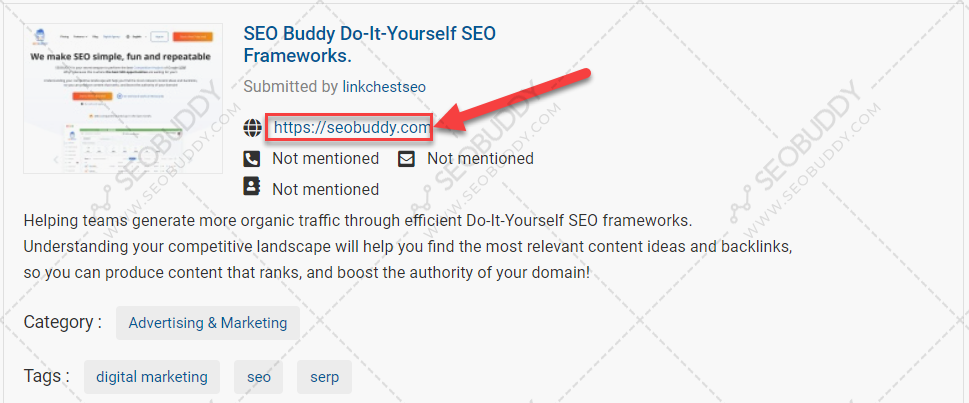 We make SEO simple, fun and repeatable
SEO Buddy Do-It-Yourself SEO
Frameworks.
Submitted by linkchestseo
https://seobuddy.com
Not mentioned Not mentioned
Not mentioned
Helping teams generate more organic traffic through efficient Do-It-Yourself SEO frameworks.
Understanding your competitive landscape will help you find the most relevant content ideas and backlinks,
so you can produce content that ranks, and boost the authority of your domain!
Category : Advertising & Marketing
Tags : digital marketing seo serp
SEOBUDDY
WWW.SEOBUDDY.COM
SEOBUDDY
WWW.SEOBUDDY.COM
SEOBUDDY
WWW.SEOBUDDY.COM